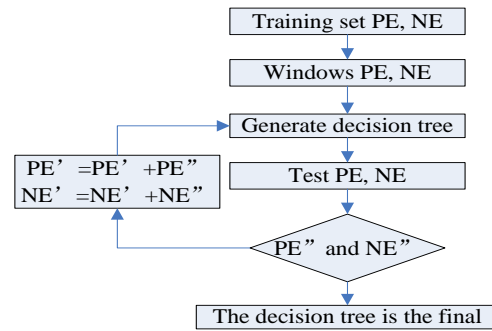 Training set PE, NE
Windows PE, NE
Generate decision tree
PE’ =PE’ +PE”
NE’ =NE’ +NE”
Test PE, NE
PE” and NE”
The decision tree is the final